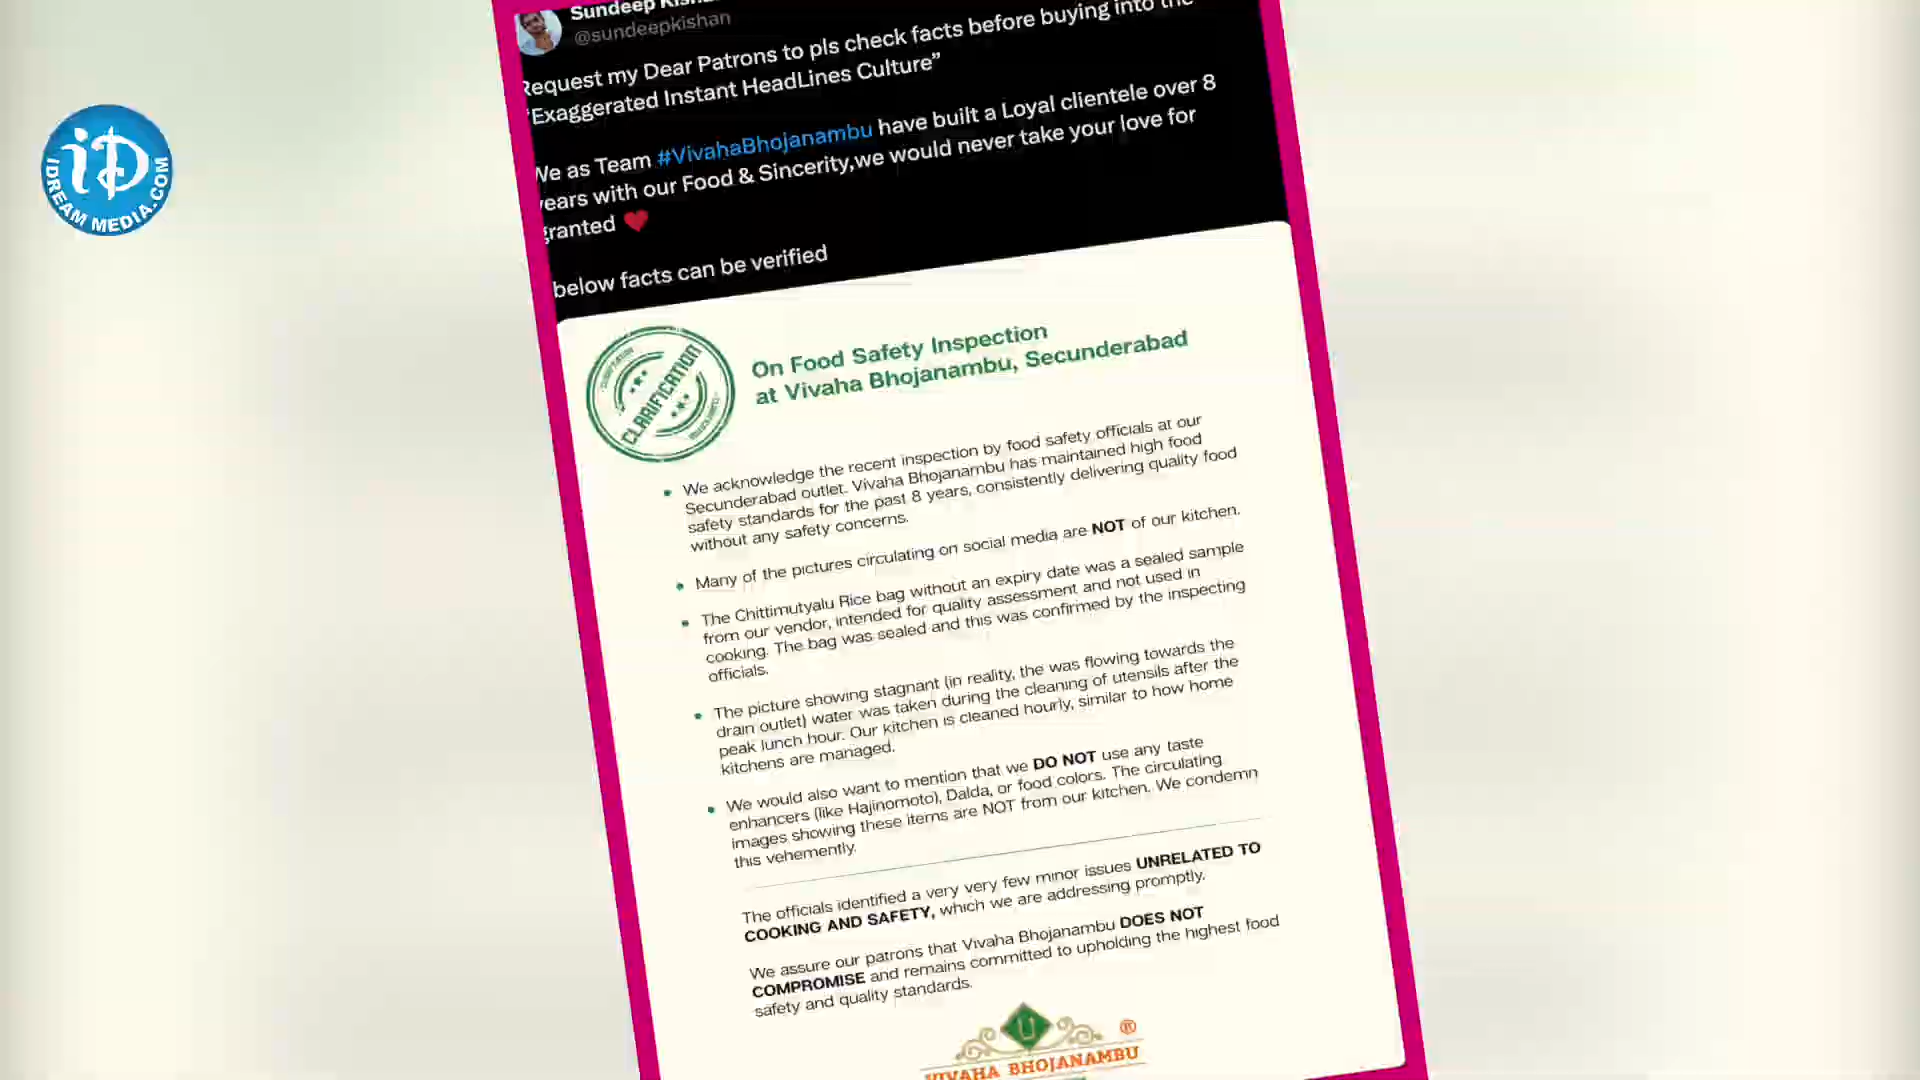 iD
IDREAM MEDIA.COM
Sundeep
@sundeepkishan
Request my Dear Patrons to pls check facts before buying into the
"Exaggerated Instant HeadLines Culture"
We as Team #VivahaBhojanambu have built a Loyal clientele over 8
years with our Food & Sincerity,we would never take your love for
granted ❤️
below facts can be verified
CLARIFICATION
On Food Safety Inspection
at Vivaha Bhojanambu, Secunderabad
• We acknowledge the recent inspection by food safety officials at our
Secunderabad outlet. Vivaha Bhojanambu has maintained high food
safety standards for the past 8 years, consistently delivering quality food
without any safety concerns.
• Many of the pictures circulating on social media are NOT of our kitchen.
• The Chittimutyalu Rice bag without an expiry date was a sealed sample
from our vendor, intended for quality assessment and not used in
cooking. The bag was sealed and this was confirmed by the inspecting
officials.
• The picture showing stagnant (in reality, the was flowing towards the
drain outlet) water was taken during the cleaning of utensils after the
peak lunch hour. Our kitchen is cleaned hourly, similar to how home
kitchens are managed.
• We would also want to mention that we DO NOT use any taste
enhancers (like Hajinomoto), Dalda, or food colors. The circulating
images showing these items are NOT from our kitchen. We condemn
this vehemently.
The officials identified a very very few minor issues UNRELATED TO
COOKING AND SAFETY, which we are addressing promptly.
We assure our patrons that Vivaha Bhojanambu DOES NOT
COMPROMISE and remains committed to upholding the highest food
safety and quality standards.
®
VIVAHA BHOJANAMBU